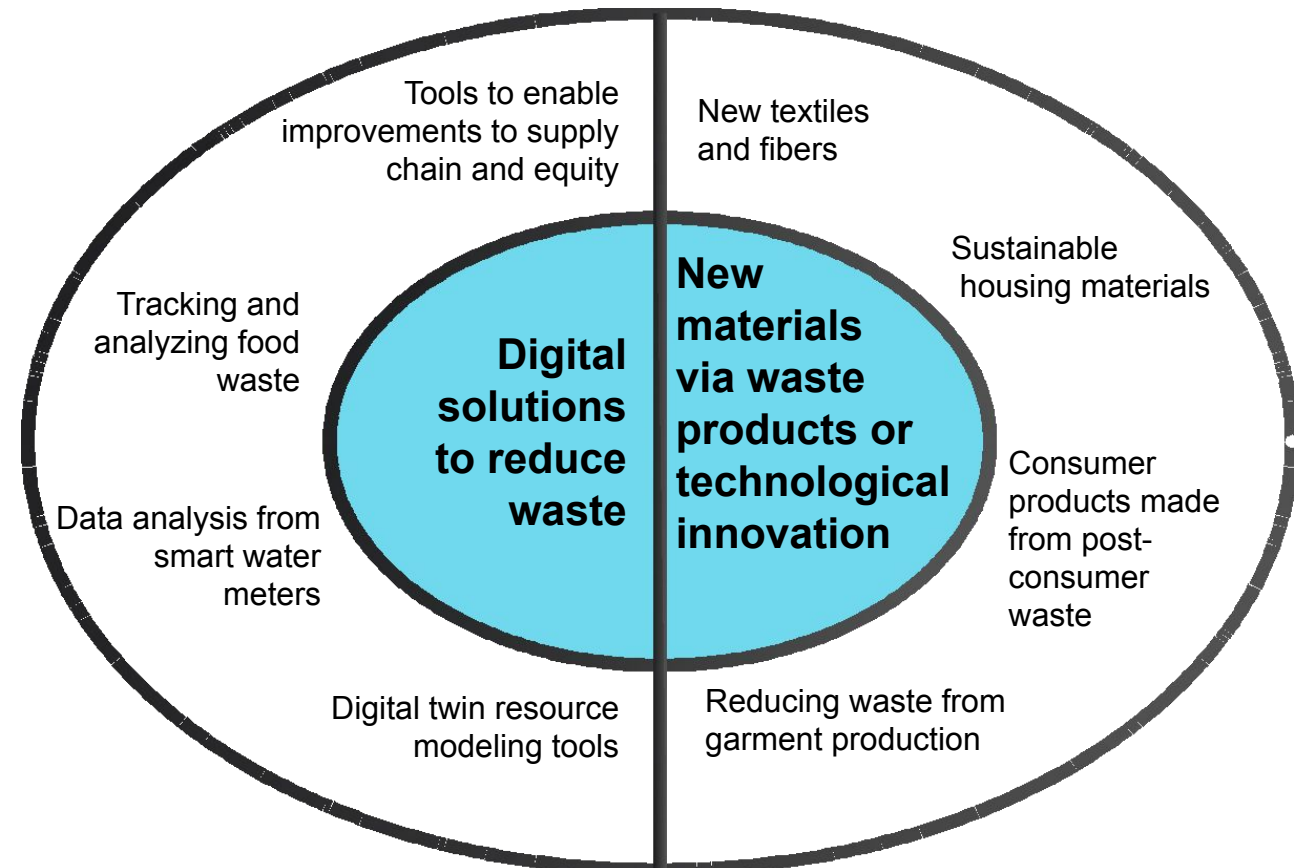 Tools to enable
improvements to supply
chain and equity
Tracking and
analyzing food
waste
Data analysis from
smart water
meters
Digital twin resource
modeling tools
Digital
solutions
to reduce
waste
New
materials
via waste
products or
technological
innovation
New textiles
and fibers
Sustainable
housing materials
Consumer
products made
from post-
consumer
waste
Reducing waste from
garment production